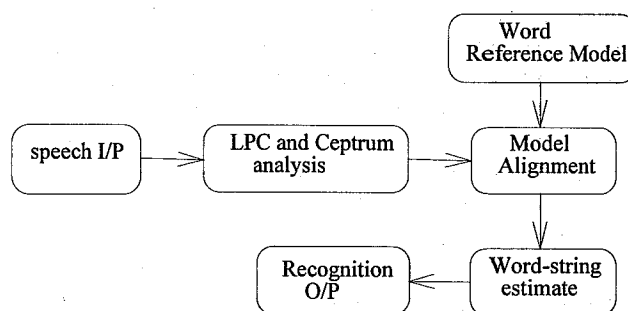 Word
Reference Model
speech I/P
LPC and Ceptrum
analysis
Model
Alignment
Recognition
O/P
Word-string
estimate